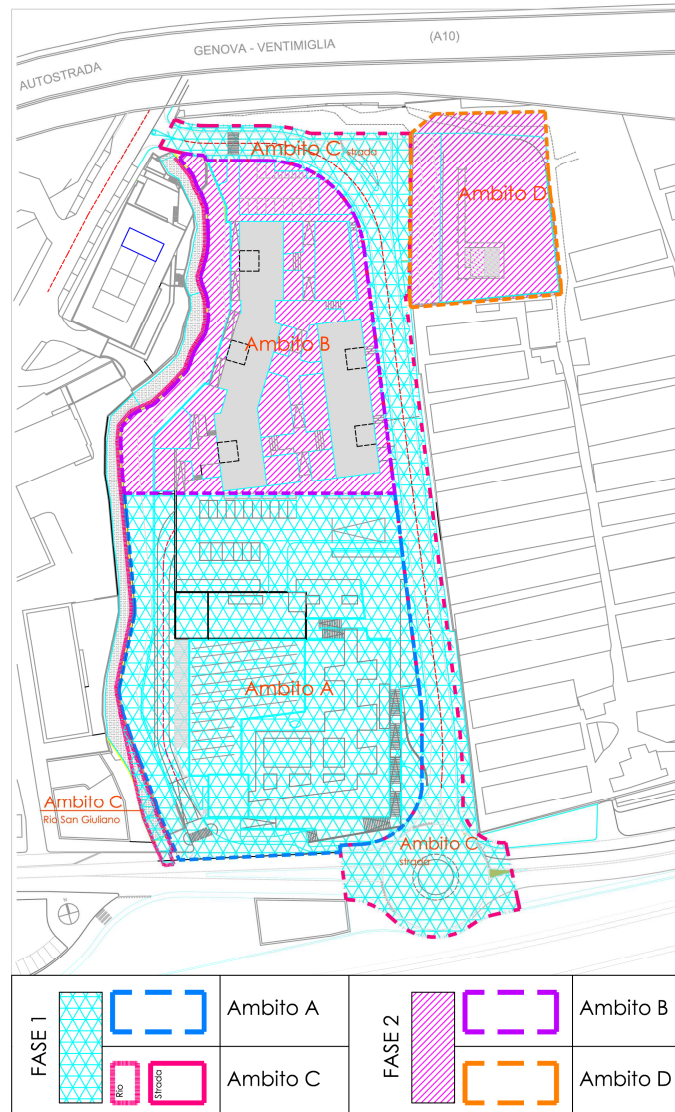 GENOVA - VENTIMIGLIA (A10)
AUTOSTRADA
Ambito C strada
Ambito D
Ambito B
Ambito A
Ambito C
Rio San Giuliano
Ambito C
strada
N
FASE 1
Ambito A
Rio
Strada
Ambito C
FASE 2
Ambito B
Ambito D